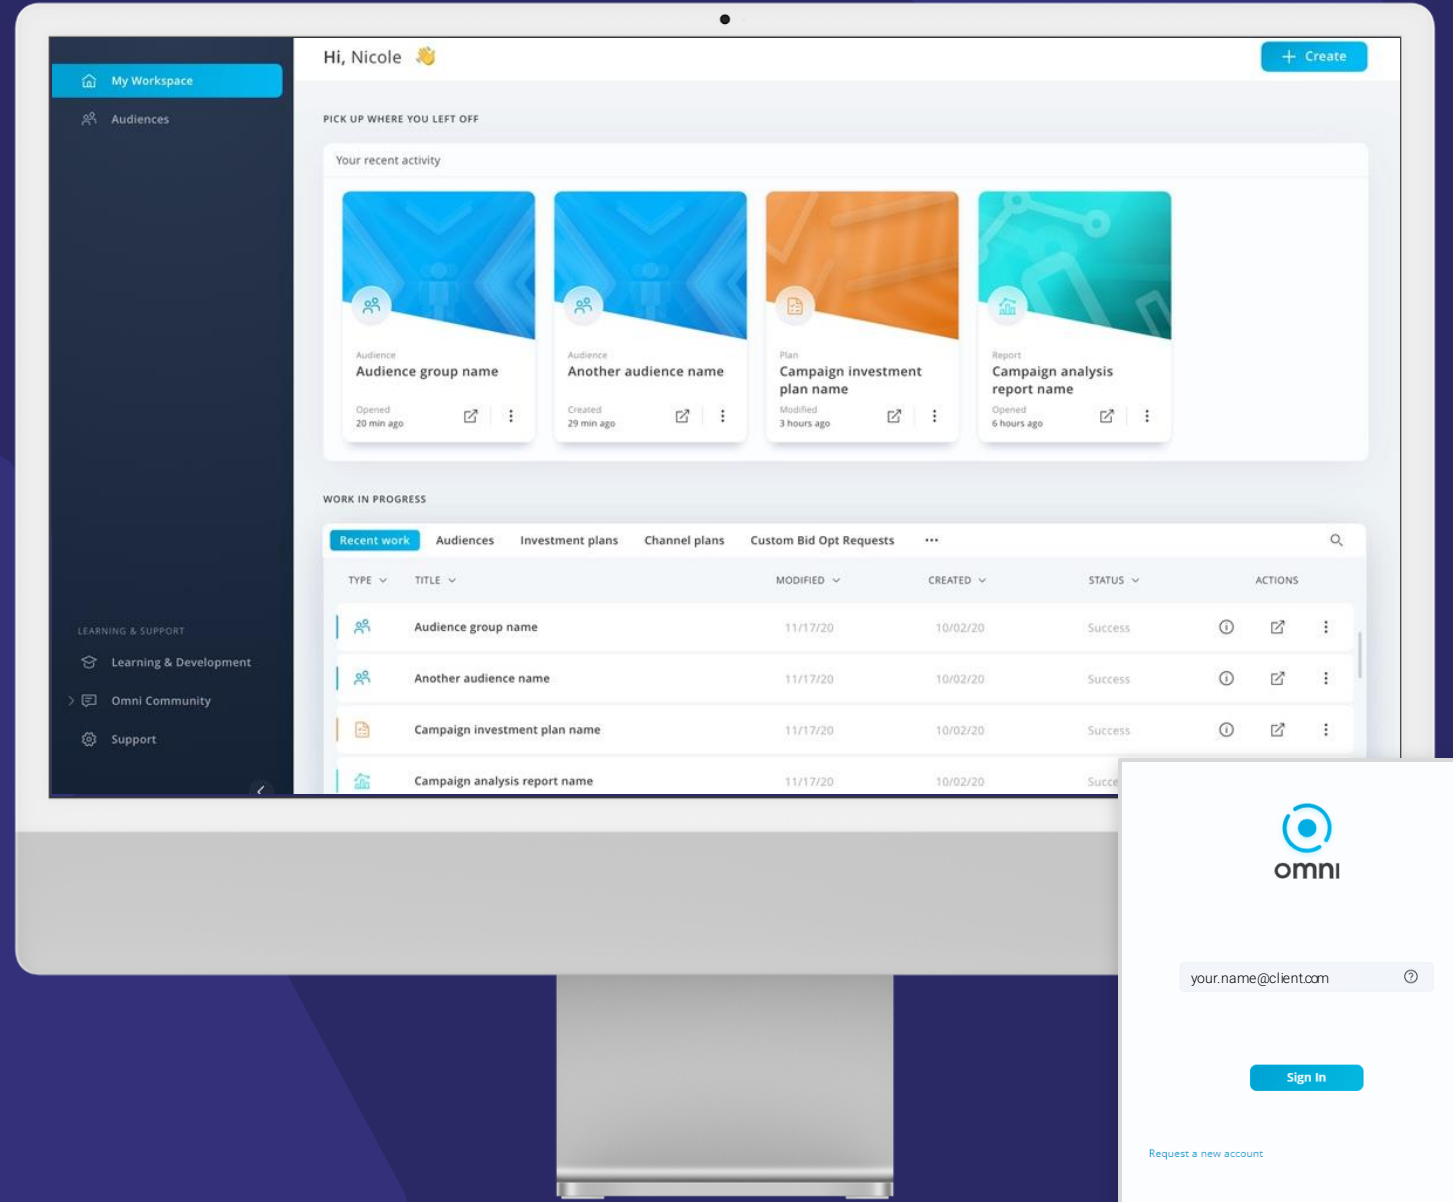 Hi, Nicole
+ Create
My Workspace
Audiences
PICK UP WHERE YOU LEFT OFF
Your recent activity
Audience
Audience group name
Opened
20 min ago
Audience
Another audience name
Created
29 min ago
Plan
Campaign investment
plan name
Modified
3 hours ago
Report
Campaign analysis
report name
Opened
6 hours ago
WORK IN PROGRESS
Recent work Audiences Investment plans Channel plans Custom Bid Opt Requests ...
TYPE TITLE MODIFIED CREATED STATUS ACTIONS
Audience group name 11/17/20 10/02/20 Success
Another audience name 11/17/20 10/02/20 Success
Campaign investment plan name 11/17/20 10/02/20 Success
Campaign analysis report name 11/17/20 10/02/20 Succe
LEARNING & SUPPORT
Learning & Development
Omni Community
Support
omni
your.name@client.com
Sign In
Request a new account